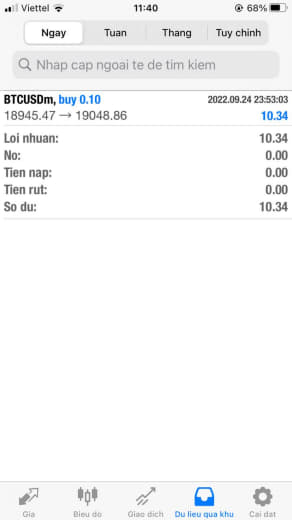 Viettel 11:40 68%
Ngay Tuan Thang Tuy chinh
Nhap cap ngoai te de tim kiem
BTCUSDm, buy 0.10 2022.09.24 23:53:03
18945.47 → 19048.86 10.34
Loi nhuan: 10.34
No: 0.00
Tien nap: 0.00
Tien rut: 0.00
So du: 10.34
Gia Bieu do Giao dich Du lieu qua khu Cai dat